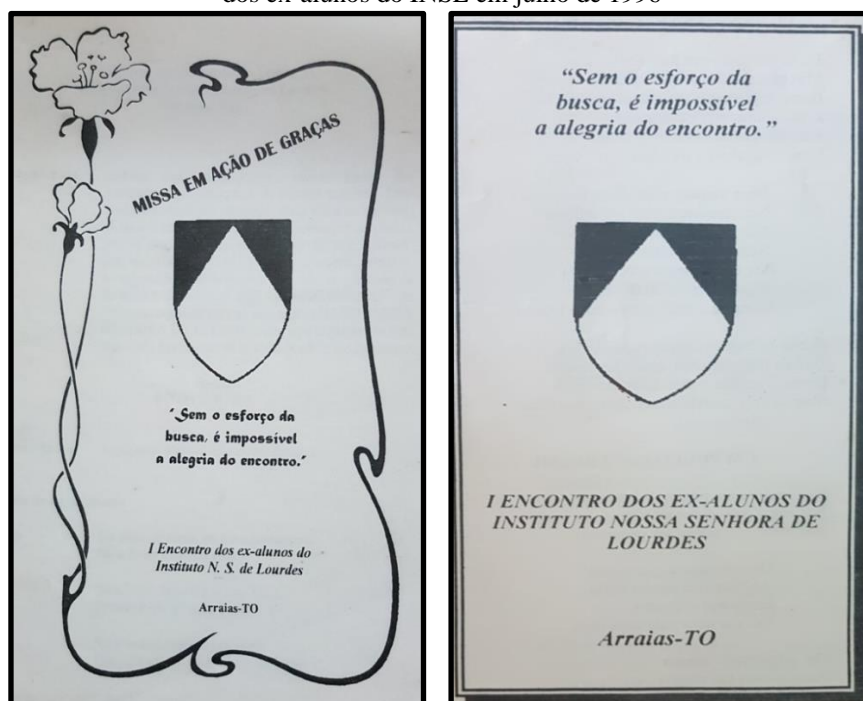 dos ex-alunos do INSL em julho de 1996
MISSA EM AÇÃO DE GRAÇAS
"Sem o esforço da
busca, é impossível
a alegria do encontro."
I Encontro dos ex-alunos do
Instituto N. S. de Lourdes
Arraias-TO
"Sem o esforço da
busca, é impossível
a alegria do encontro."
I ENCONTRO DOS EX-ALUNOS DO
INSTITUTO NOSSA SENHORA DE
LOURDES
Arraias-TO